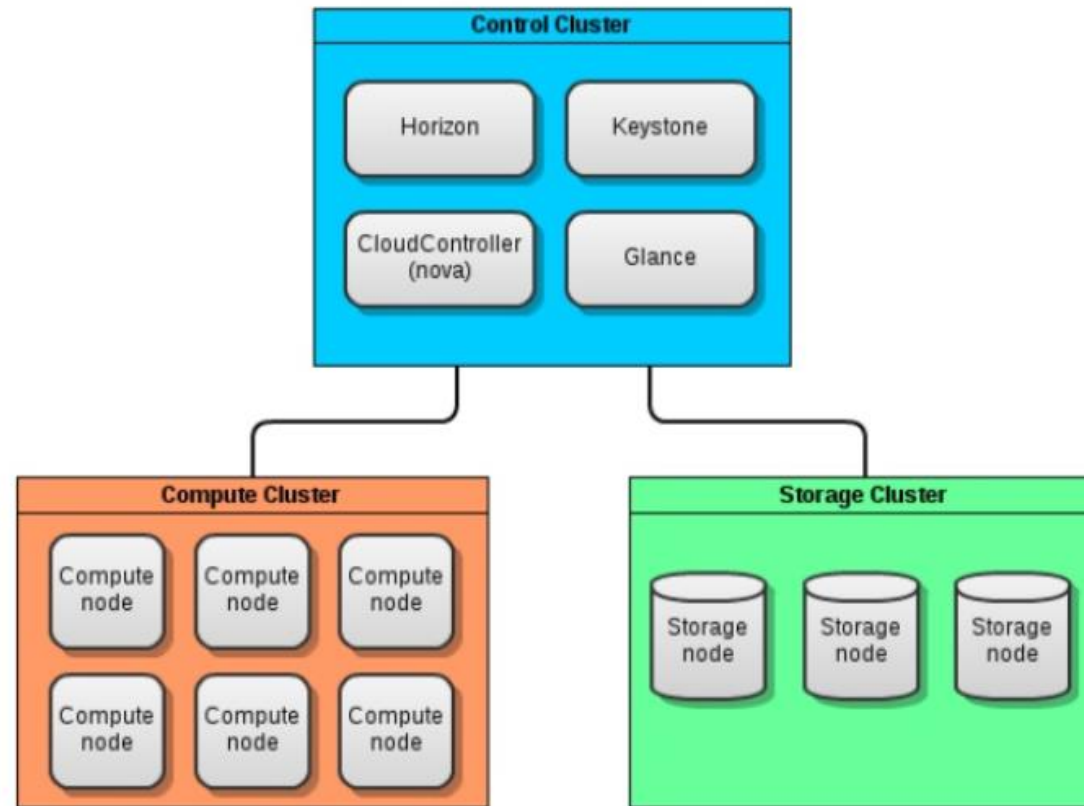 Control Cluster
Horizon
Keystone
CloudController
(nova)
Glance
Compute Cluster
Compute
node
Compute
node
Compute
node
Compute
node
Compute
node
Compute
node
Storage Cluster
Storage
node
Storage
node
Storage
node